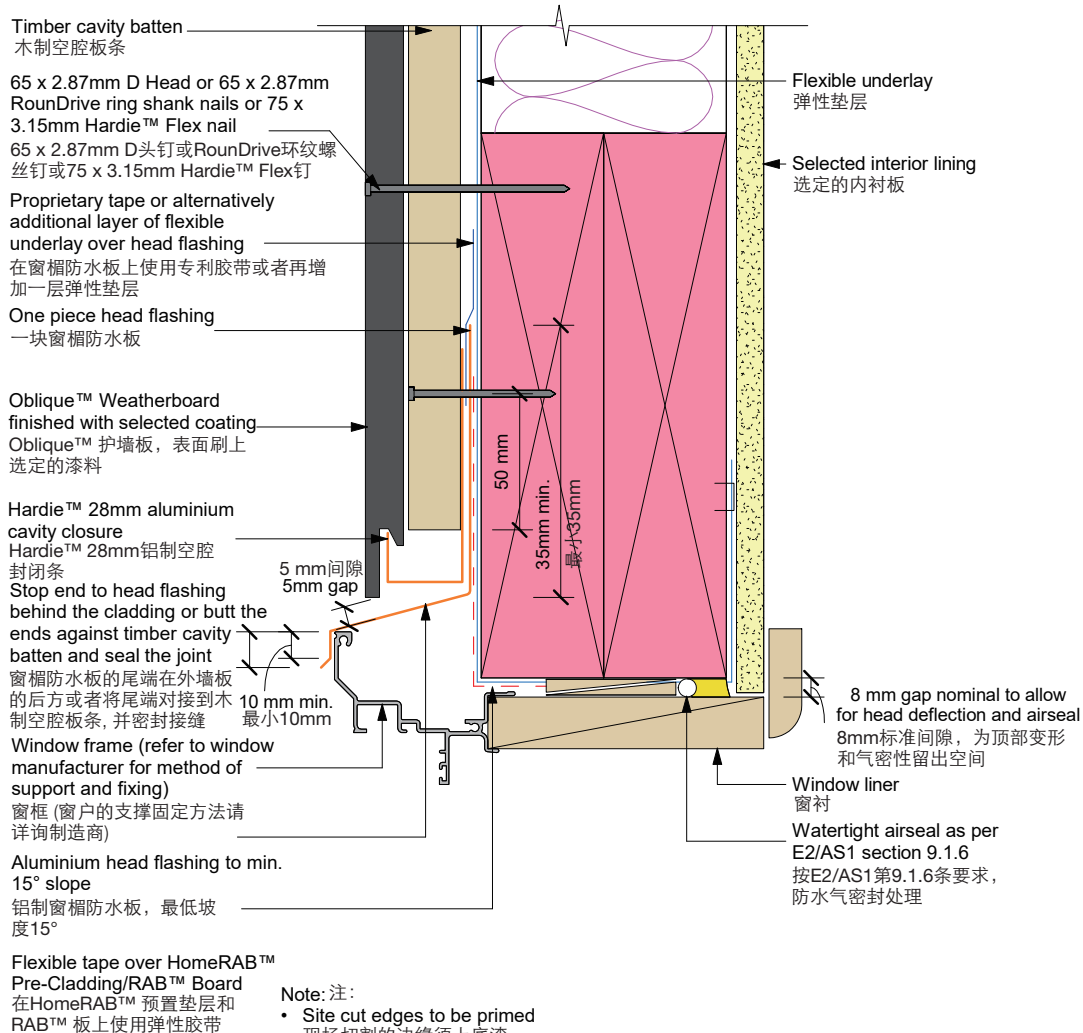 Timber cavity batten
木制空腔板条
65 x 2.87mm D Head or 65 x 2.87mm
RounDrive ring shank nails or 75 x
3.15mm Hardie™ Flex nail
65 x 2.87mm D头钉或RounDrive环纹螺
丝钉或75 x 3.15mm Hardie™ Flex钉
Proprietary tape or alternatively
additional layer of flexible
underlay over head flashing
在窗楣防水板上使用专利胶带或者再增
加一层弹性垫层
One piece head flashing
一块窗楣防水板
Oblique™ Weatherboard
finished with selected coating
Oblique™ 护墙板，表面刷上
选定的漆料
Hardie™ 28mm aluminium
cavity closure
Hardie™ 28mm铝制空腔
封闭条
Stop end to head flashing
behind the cladding or butt the
ends against timber cavity
batten and seal the joint
窗楣防水板的尾端在外墙板
的后方或者将尾端对接到木
制空腔板条, 并密封接缝
Window frame (refer to window
manufacturer for method of
support and fixing)
窗框 (窗户的支撑固定方法请
详询制造商)
Aluminium head flashing to min.
15° slope
铝制窗楣防水板，最低坡
度15°
Flexible tape over HomeRAB™
Pre-Cladding/RAB™ Board
在HomeRAB™ 预置垫层和
RAB™ 板上使用弹性胶带
5 mm间隙
5mm gap
10 mm min.
最小10mm
50 mm
35mm min.
最小35mm
Flexible underlay
弹性垫层
Selected interior lining
选定的内衬板
8 mm gap nominal to allow
for head deflection and airseal
8mm标准间隙，为顶部变形
和气密性留出空间
Window liner
窗衬
Watertight airseal as per
E2/AS1 section 9.1.6
按E2/AS1第9.1.6条要求，
防水气密封处理
Note: 注：
• Site cut edges to be primed
现场切割的边缘须上底漆